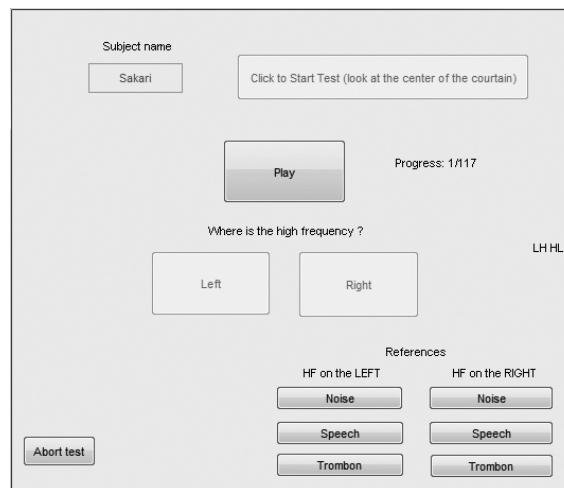 Subject name
Sakari
Click to Start Test (look at the center of the courtain)
Play
Progress: 1/117
Where is the high frequency ?
LH HL
Left
Right
References
HF on the LEFT
HF on the RIGHT
Noise
Noise
Speech
Speech
Abort test
Trombon
Trombon